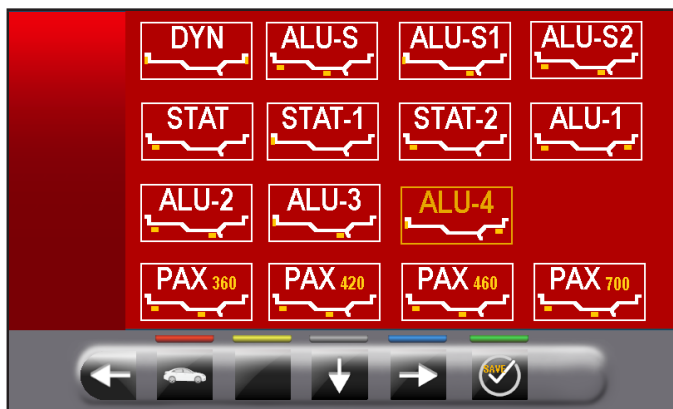 DYN ALU-S ALU-S1 ALU-S2
STAT STAT-1 STAT-2 ALU-1
ALU-2 ALU-3 ALU-4
PAX 360 PAX 420 PAX 460 PAX 700
SAVE